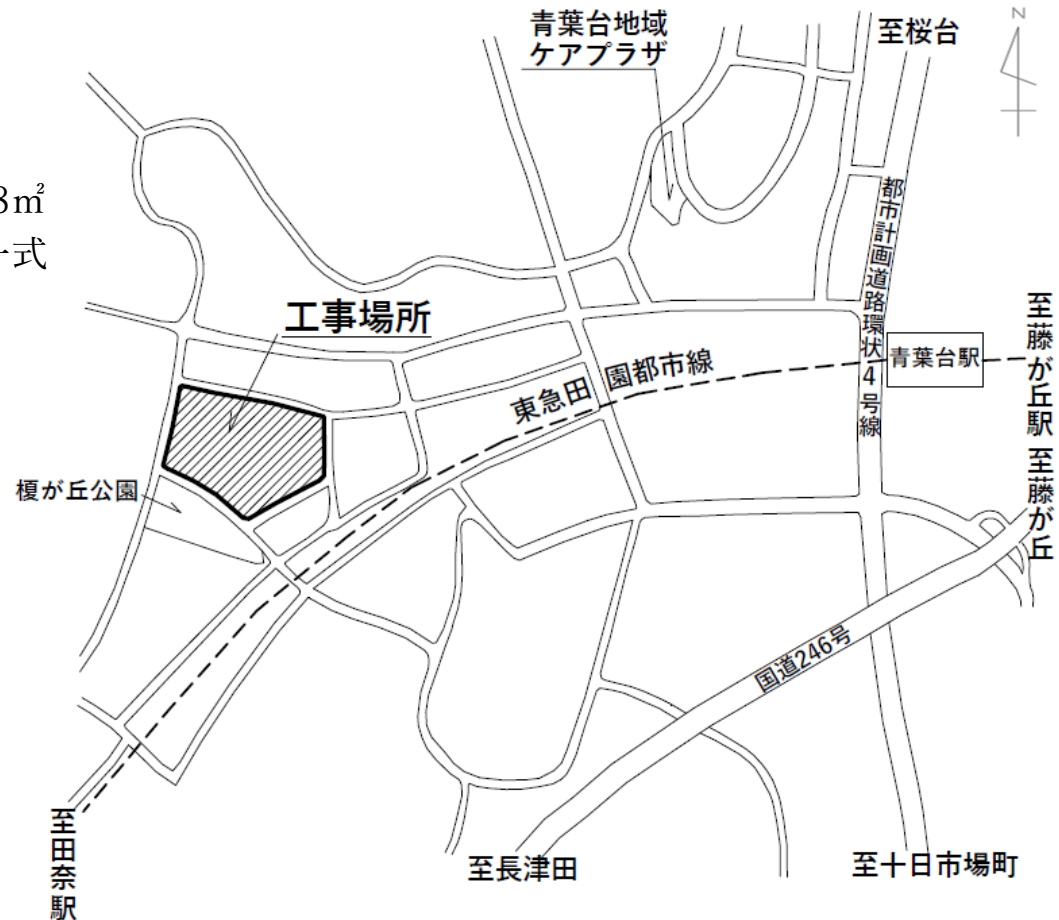 青葉台地域
ケアプラザ
至桜台
N
3㎡
一式
都市計画道路環状4号線
工事場所
至藤が丘駅
青葉台駅
東急田園都市線
至藤が丘
榎が丘公園
国道246号
至田奈駅
至長津田
至十日市場町